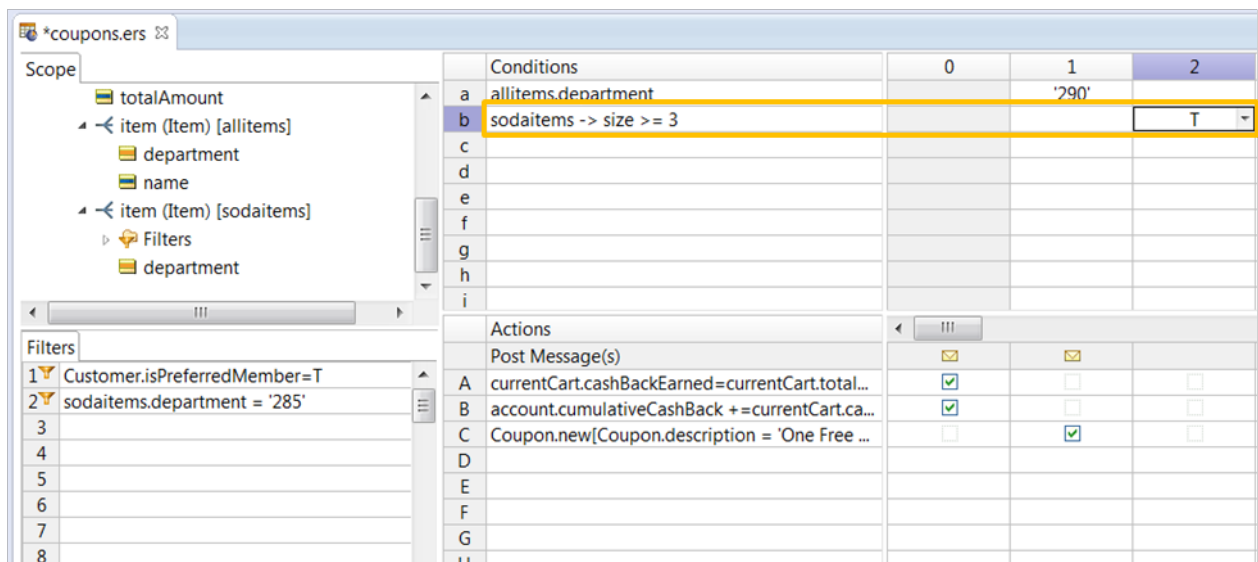 *coupons.ers
Scope
totalAmount
item (Item) [allitems]
department
name
item (Item) [sodaitems]
Filters
department
Filters
1 Customer.isPreferredMember=T
2 sodaitems.department = '285'
3
4
5
6
7
8
Conditions 0 1 2
a allitems.department '290'
b sodaitems -> size >= 3 T
c
d
e
f
g
h
i
Actions
Post Message(s)
A currentCart.cashBackEarned=currentCart.total...
B account.cumulativeCashBack +=currentCart.ca...
C Coupon.new[Coupon.description = 'One Free ...
D
E
F
G